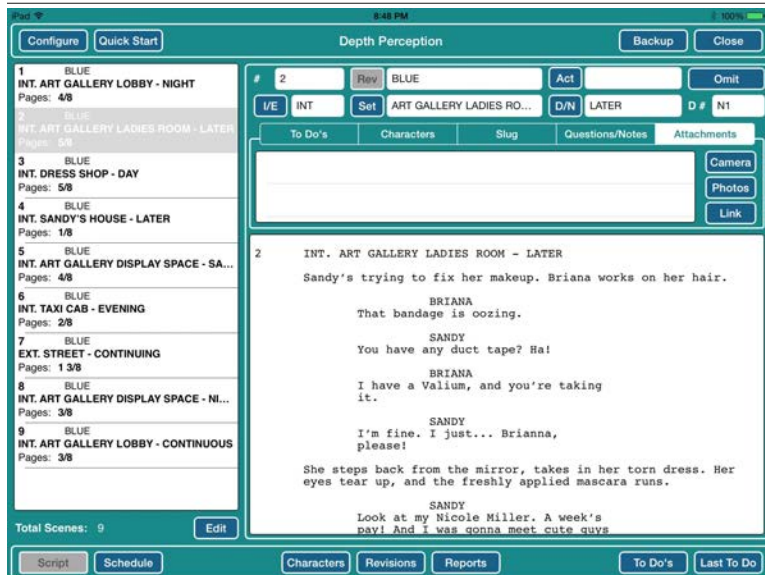 iPad 8:48 PM 100%
Configure Quick Start Depth Perception Backup Close
1 BLUE
INT. ART GALLERY LOBBY - NIGHT
Pages: 4/8
2 BLUE
INT. ART GALLERY LADIES ROOM - LATER
Pages: 5/8
3 BLUE
INT. DRESS SHOP - DAY
Pages: 5/8
4 BLUE
INT. SANDY'S HOUSE - LATER
Pages: 1/8
5 BLUE
INT. ART GALLERY DISPLAY SPACE - SA...
Pages: 4/8
6 BLUE
INT. TAXI CAB - EVENING
Pages: 2/8
7 BLUE
EXT. STREET - CONTINUING
Pages: 1 3/8
8 BLUE
INT. ART GALLERY DISPLAY SPACE - NI...
Pages: 3/8
9 BLUE
INT. ART GALLERY LOBBY - CONTINUOUS
Pages: 3/8
Total Scenes: 9 Edit
# 2 Rev BLUE Act Omit
I/E INT Set ART GALLERY LADIES RO... D/N LATER D # N1
To Do's Characters Slug Questions/Notes Attachments
Camera
Photos
Link
2 INT. ART GALLERY LADIES ROOM - LATER
Sandy's trying to fix her makeup. Briana works on her hair.
BRIANA
That bandage is oozing.
SANDY
You have any duct tape? Ha!
BRIANA
I have a Valium, and you're taking
it.
SANDY
I'm fine. I just... Brianna,
please!
She steps back from the mirror, takes in her torn dress. Her
eyes tear up, and the freshly applied mascara runs.
SANDY
Look at my Nicole Miller. A week's
pay! And I was gonna meet cute guys
Script Schedule Characters Revisions Reports To Do's Last To Do